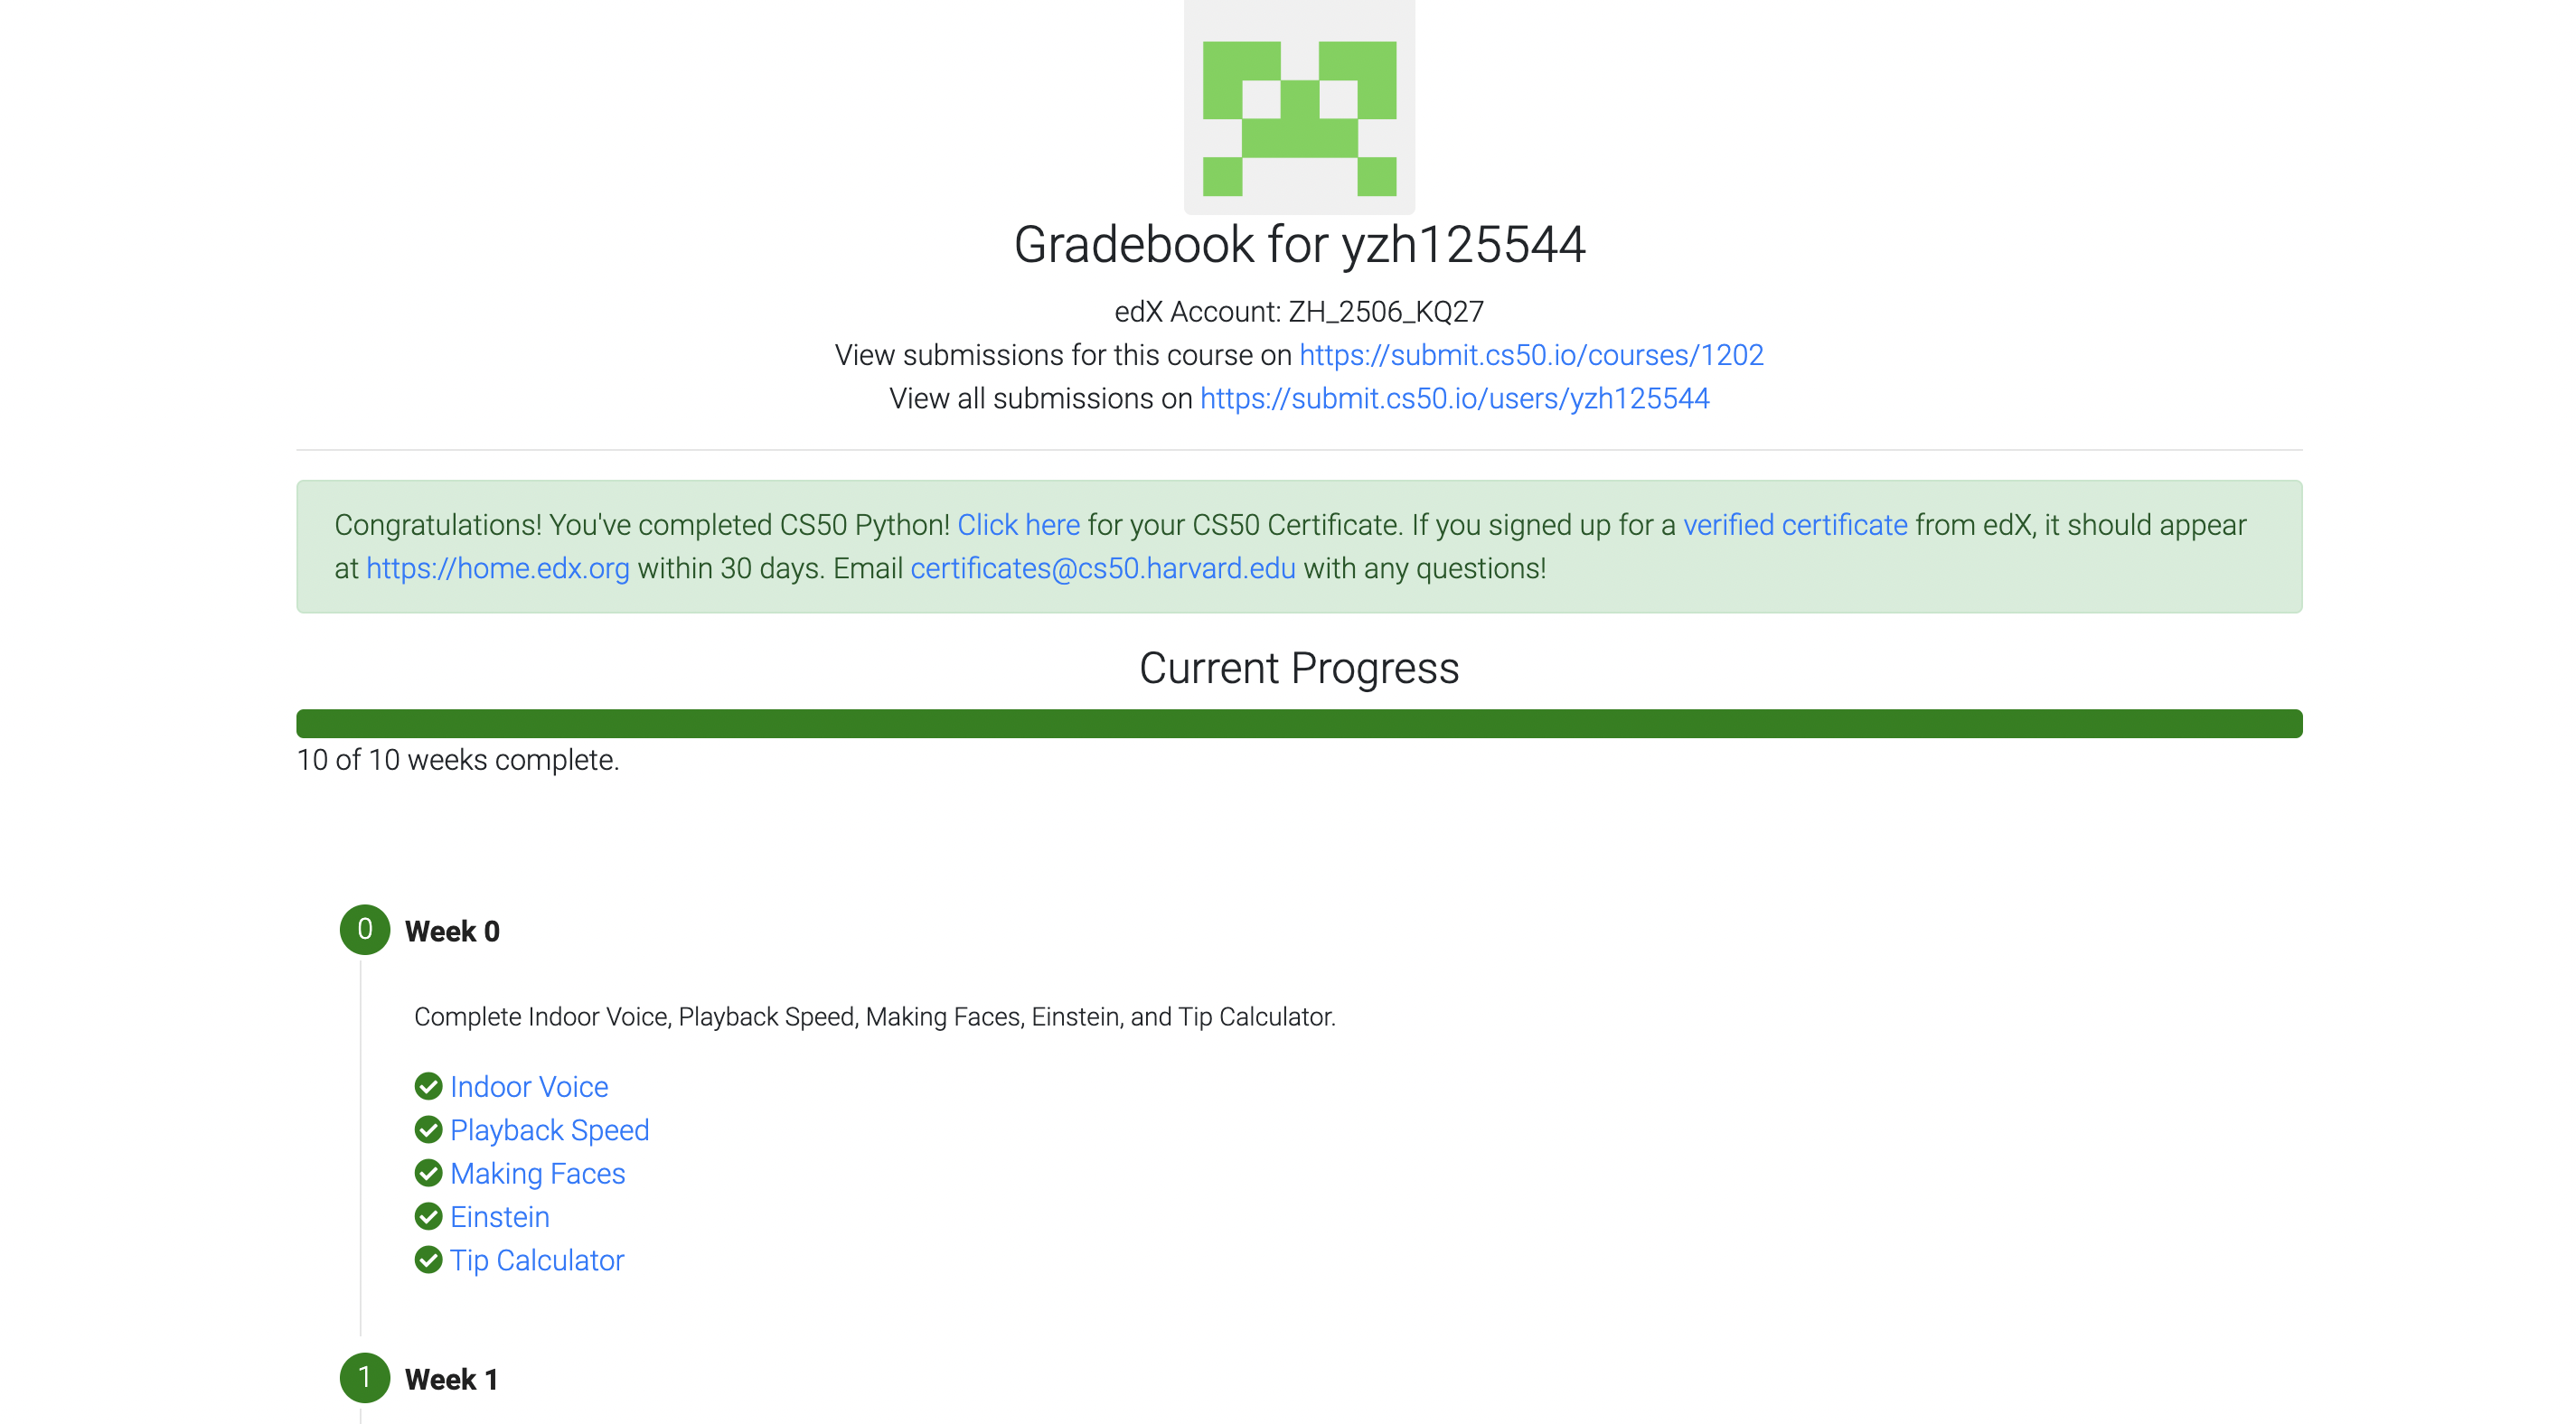 Gradebook for yzh125544
edX Account: ZH_2506_KQ27
View submissions for this course on https://submit.cs50.io/courses/1202
View all submissions on https://submit.cs50.io/users/yzh125544
Congratulations! You've completed CS50 Python! Click here for your CS50 Certificate. If you signed up for a verified certificate from edX, it should appear
at https://home.edx.org within 30 days. Email certificates@cs50.harvard.edu with any questions!
Current Progress
10 of 10 weeks complete.
0 Week 0
Complete Indoor Voice, Playback Speed, Making Faces, Einstein, and Tip Calculator.
Indoor Voice
Playback Speed
Making Faces
Einstein
Tip Calculator
1 Week 1